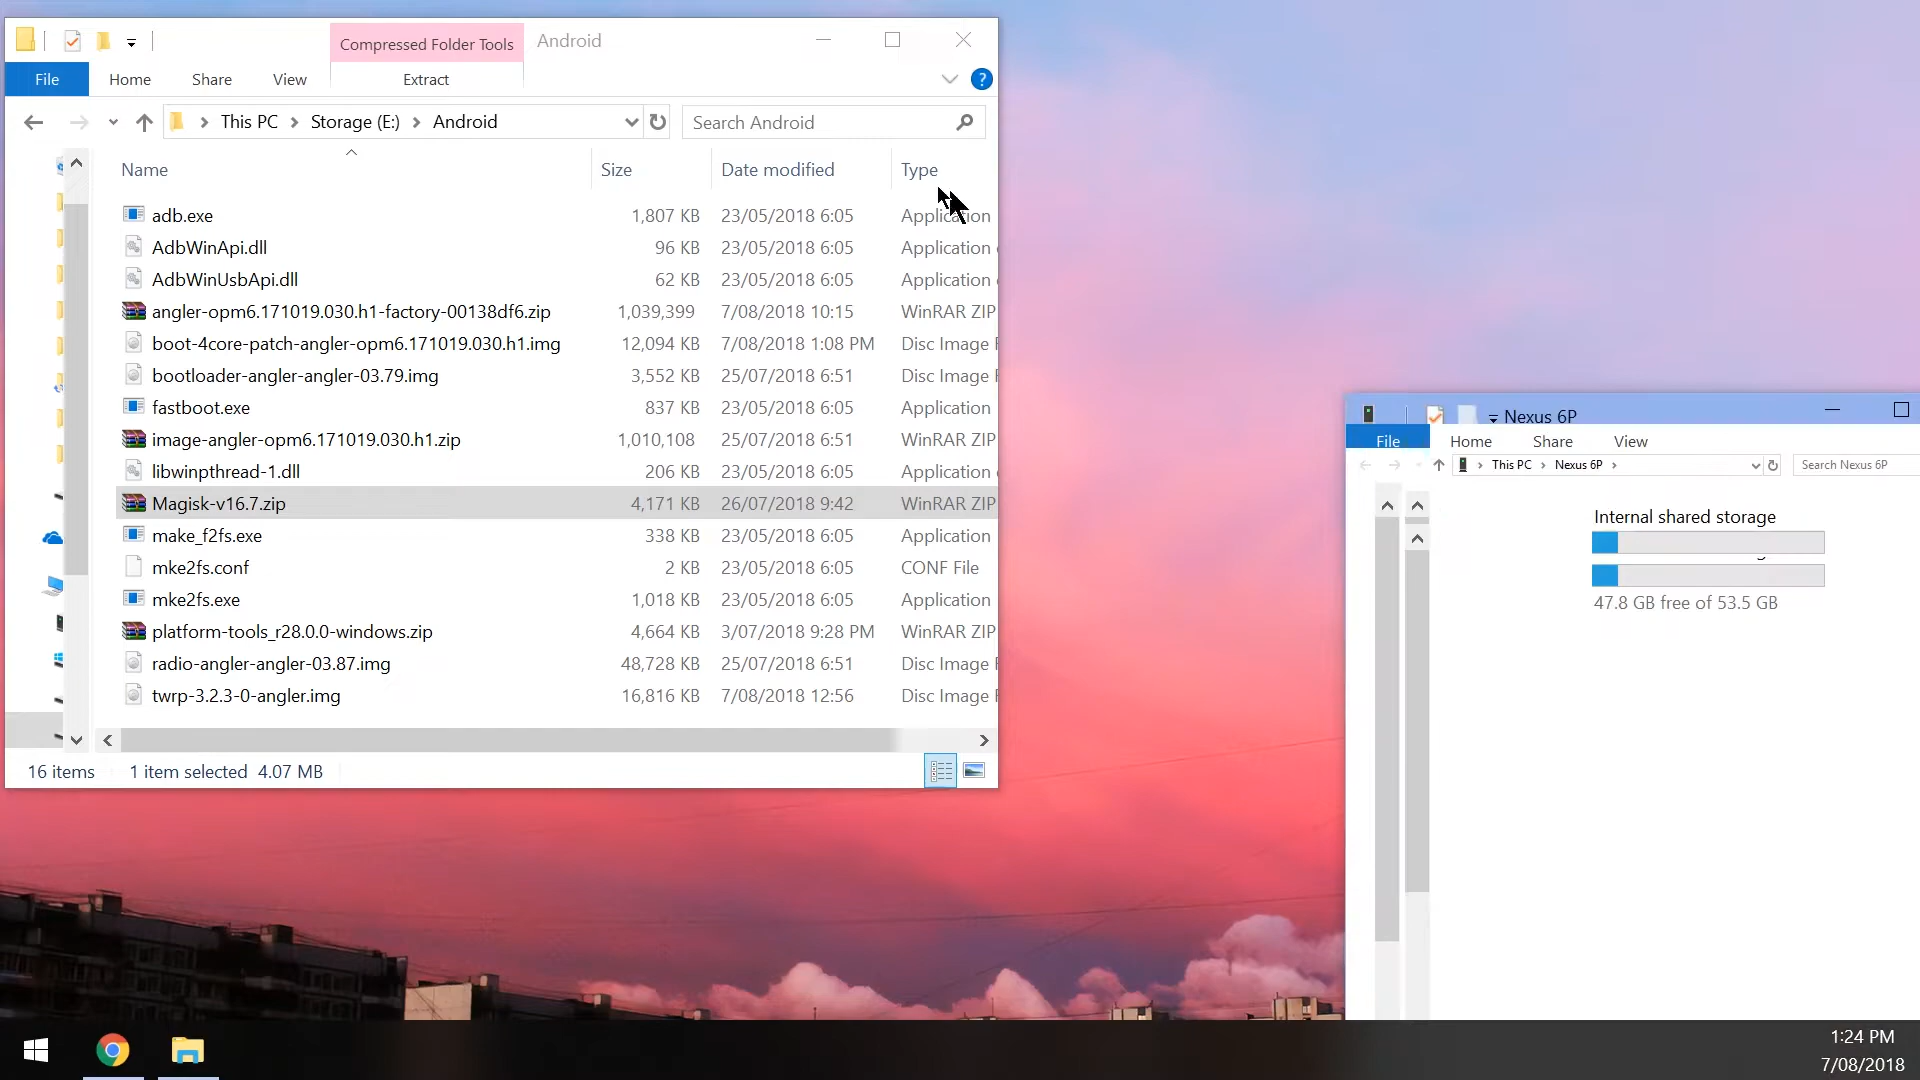 Compressed Folder Tools
Android
File
Home
Share
View
Extract
This PC
Storage (E:)
Android
Search Android
Name
Size
Date modified
Type
adb.exe 1,807 KB 23/05/2018 6:05 Application
AdbWinApi.dll 96 KB 23/05/2018 6:05 Application
AdbWinUsbApi.dll 62 KB 23/05/2018 6:05 Application
angler-opm6.171019.030.h1-factory-00138df6.zip 1,039,399 7/08/2018 10:15 WinRAR ZIP
boot-4core-patch-angler-opm6.171019.030.h1.img 12,094 KB 7/08/2018 1:08 PM Disc Image
bootloader-angler-angler-03.79.img 3,552 KB 25/07/2018 6:51 Disc Image
fastboot.exe 837 KB 23/05/2018 6:05 Application
image-angler-opm6.171019.030.h1.zip 1,010,108 25/07/2018 6:51 WinRAR ZIP
libwinpthread-1.dll 206 KB 23/05/2018 6:05 Application
Magisk-v16.7.zip 4,171 KB 26/07/2018 9:42 WinRAR ZIP
make_f2fs.exe 338 KB 23/05/2018 6:05 Application
mke2fs.conf 2 KB 23/05/2018 6:05 CONF File
mke2fs.exe 1,018 KB 23/05/2018 6:05 Application
platform-tools_r28.0.0-windows.zip 4,664 KB 3/07/2018 9:28 PM WinRAR ZIP
radio-angler-angler-03.87.img 48,728 KB 25/07/2018 6:51 Disc Image
twrp-3.2.3-0-angler.img 16,816 KB 7/08/2018 12:56 Disc Image
16 items
1 item selected 4.07 MB
Nexus 6P
File
Home
Share
View
This PC
Nexus 6P
Search Nexus 6P
Internal shared storage
47.8 GB free of 53.5 GB
1:24 PM
7/08/2018